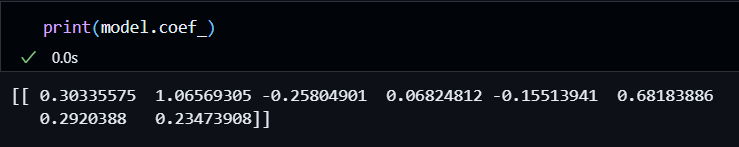 print(model.coef_)
0.0s
[[ 0.30335575  1.06569305 -0.25804901  0.06824812 -0.15513941  0.68183886
0.2920388   0.23473908]]